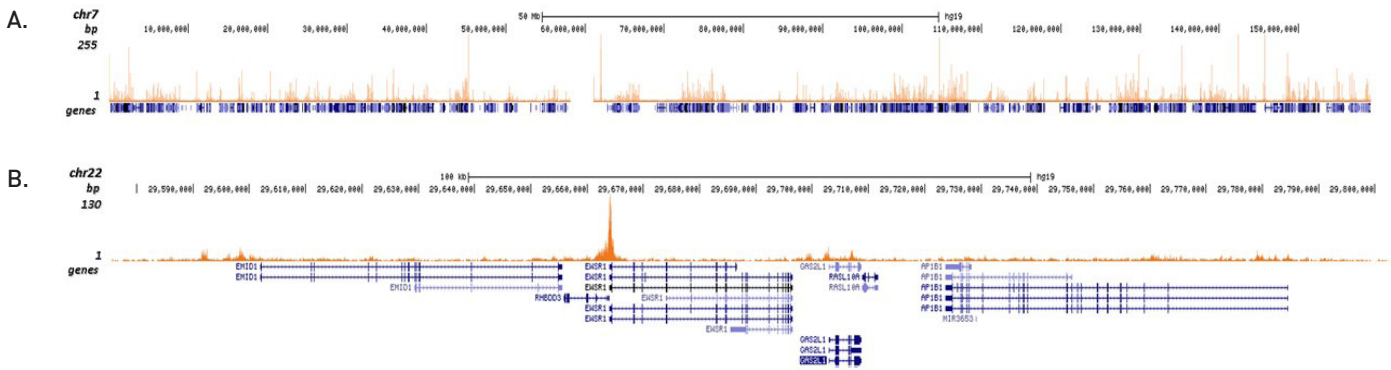 A.
chr7
50 Mb hg19
bp 10,000,000 20,000,000 30,000,000 40,000,000 50,000,000 60,000,000 70,000,000 80,000,000 90,000,000 100,000,000 110,000,000 120,000,000 130,000,000 140,000,000 150,000,000
255
1
genes
B.
chr22
100 kb hg19
bp 29,590,000 29,600,000 29,610,000 29,620,000 29,630,000 29,640,000 29,650,000 29,660,000 29,670,000 29,680,000 29,690,000 29,700,000 29,710,000 29,720,000 29,730,000 29,740,000 29,750,000 29,760,000 29,770,000 29,780,000 29,790,000 29,800,000
130
1
genes
EMID1 EWSR1 GAS2L1 AP1B1
EMID1 EWSR1 RASL10A AP1B1
EMID1 EWSR1 RASL10A AP1B1
RHBDD3 EWSR1 AP1B1
EWSR1 AP1B1
EWSR1 MIR3653
EWSR1
GAS2L1
GAS2L1
GAS2L1